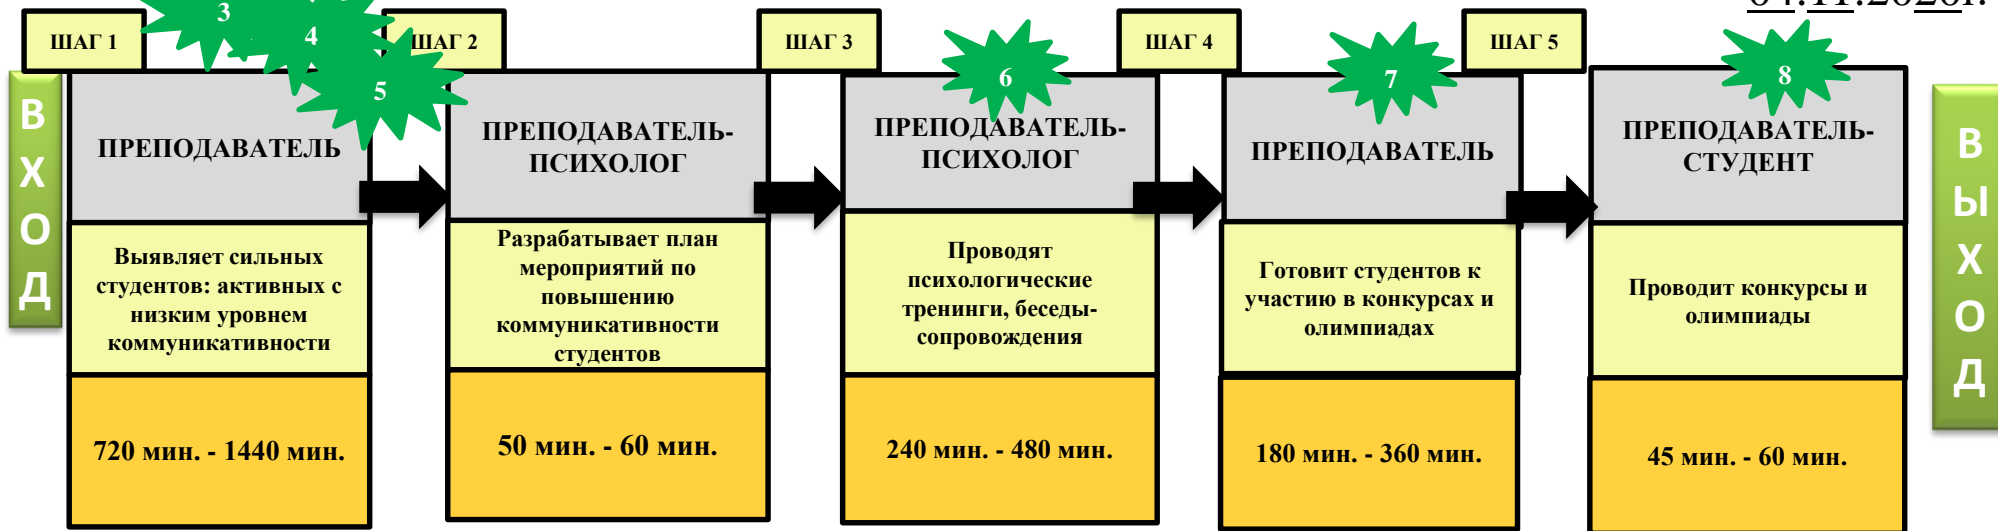 3
4
5
6
7
8
ШАГ 1
ШАГ 2
ШАГ 3
ШАГ 4
ШАГ 5
В
Х
О
Д
ПРЕПОДАВАТЕЛЬ
Выявляет сильных
студентов: активных с
низким уровнем
коммуникативности
720 мин. - 1440 мин.
ПРЕПОДАВАТЕЛЬ-
ПСИХОЛОГ
Разрабатывает план
мероприятий по
повышению
коммуникативности
студентов
50 мин. - 60 мин.
ПРЕПОДАВАТЕЛЬ-
ПСИХОЛОГ
Проводят
психологические
тренинги, беседы-
сопровождения
240 мин. - 480 мин.
ПРЕПОДАВАТЕЛЬ
Готовит студентов к
участию в конкурсах и
олимпиадах
180 мин. - 360 мин.
ПРЕПОДАВАТЕЛЬ-
СТУДЕНТ
Проводит конкурсы и
олимпиады
45 мин. - 60 мин.
В
Ы
Х
О
Д